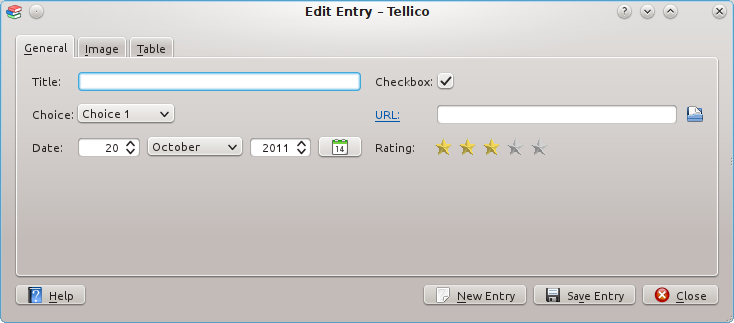 Edit Entry – Tellico
General Image Table
Title: Checkbox:
Choice: Choice 1 URL:
Date: 20 October 2011 14 Rating:
Help New Entry Save Entry Close